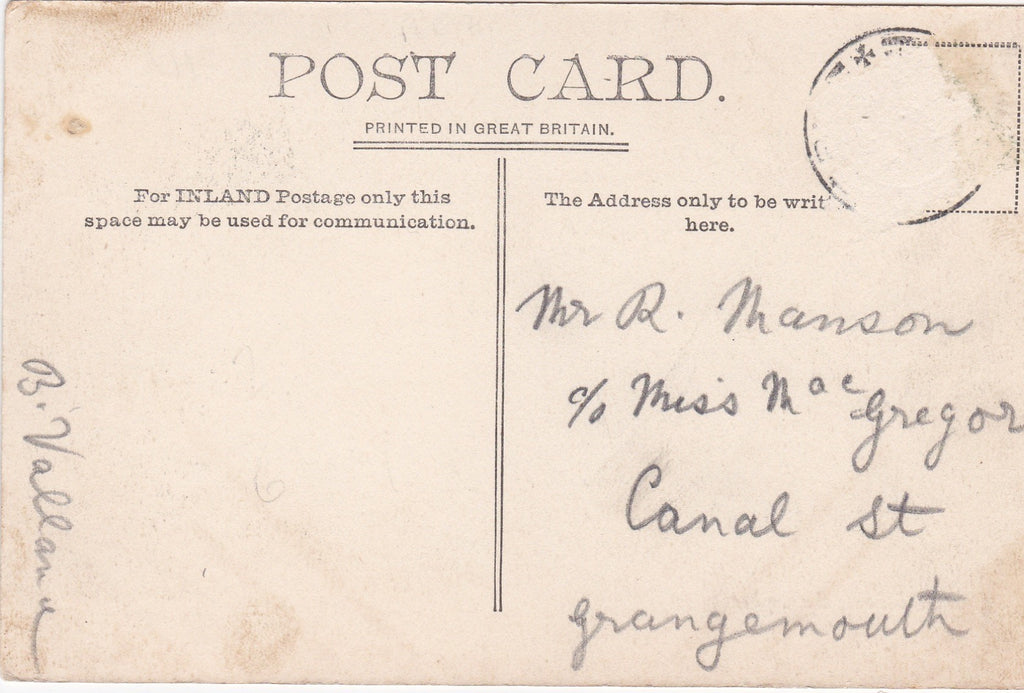 POST CARD.
PRINTED IN GREAT BRITAIN.
For INLAND Postage only this
space may be used for communication.
The Address only to be writ
here.
Mr R. Manson
c/o Miss MacGregor
Canal St
Grangemouth
B. Vallance